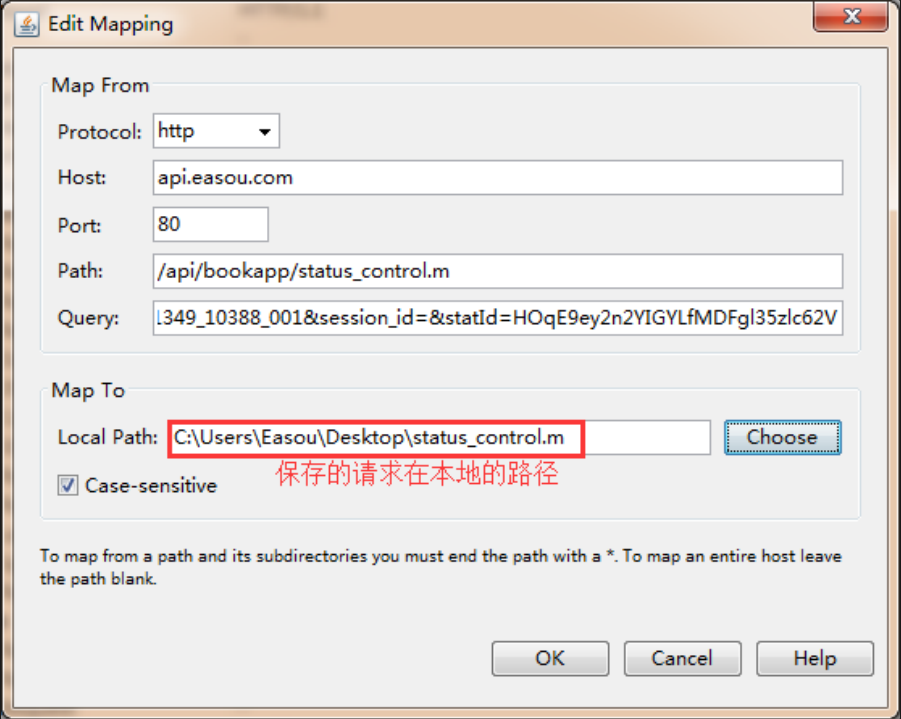 Edit Mapping
Map From
Protocol: http
Host: api.easou.com
Port: 80
Path: /api/bookapp/status_control.m
Query: 1349_10388_001&session_id=&statId=HOqE9ey2n2YIGYLfMDFgl35zlc62V
Map To
Local Path: C:\Users\Easou\Desktop\status_control.m Choose
保存的请求在本地的路径
Case-sensitive
To map from a path and its subdirectories you must end the path with a *. To map an entire host leave
the path blank.
OK Cancel Help